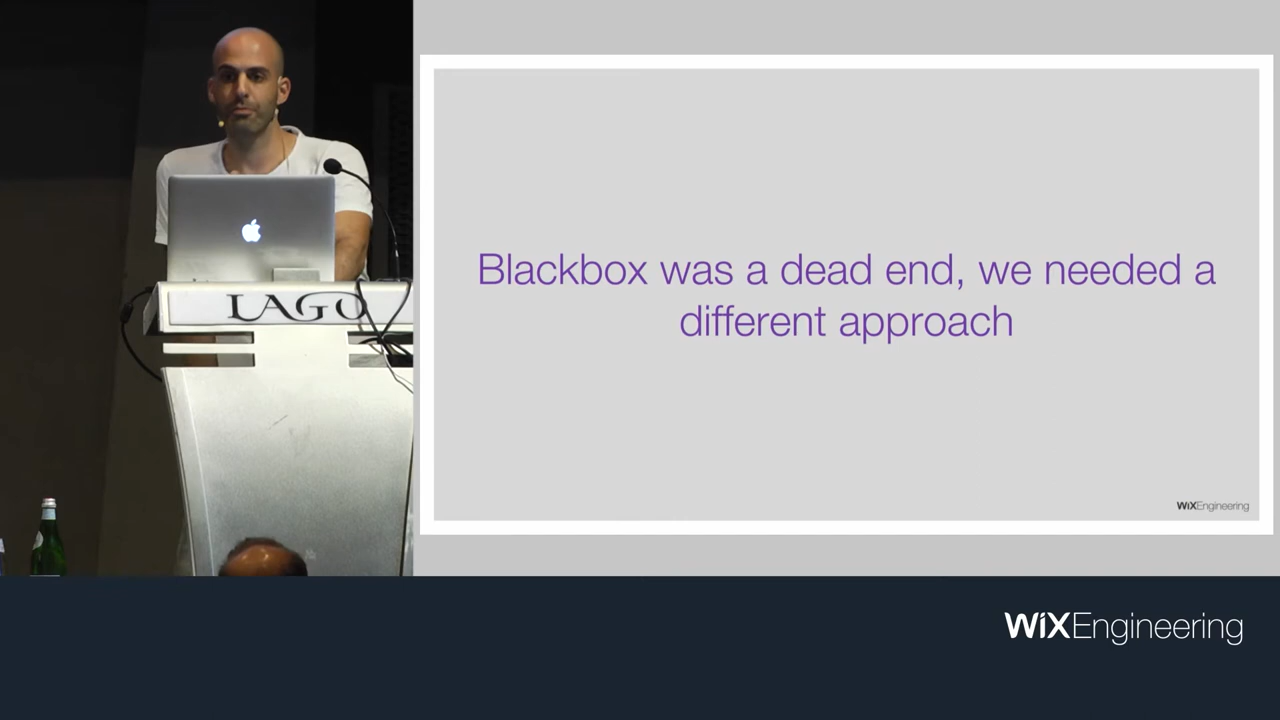 LAGO
Blackbox was a dead end, we needed a
different approach
WiXEngineering
WiXEngineering